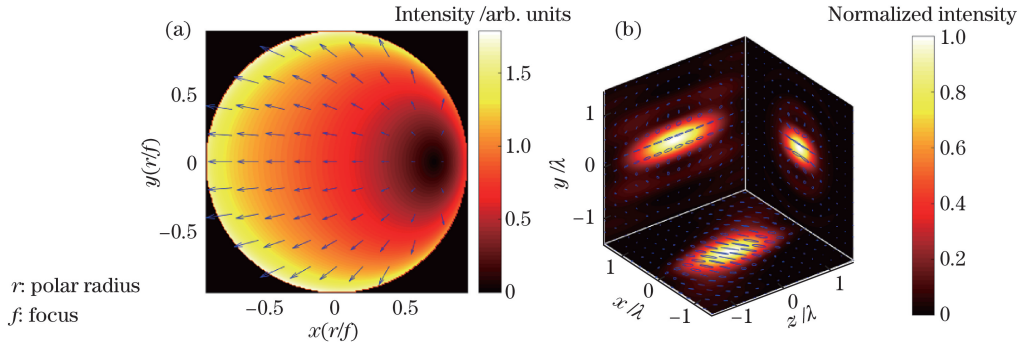 Intensity /arb. units
(a)
1.5
1.0
0.5
0
0.5
0
−0.5
y(r/f)
−0.5
0
0.5
x(r/f)
r: polar radius
f: focus
Normalized intensity
(b)
1.0
0.8
0.6
0.4
0.2
0
1
0
−1
y/λ
1
0
−1
x/λ
−1
0
1
z/λ